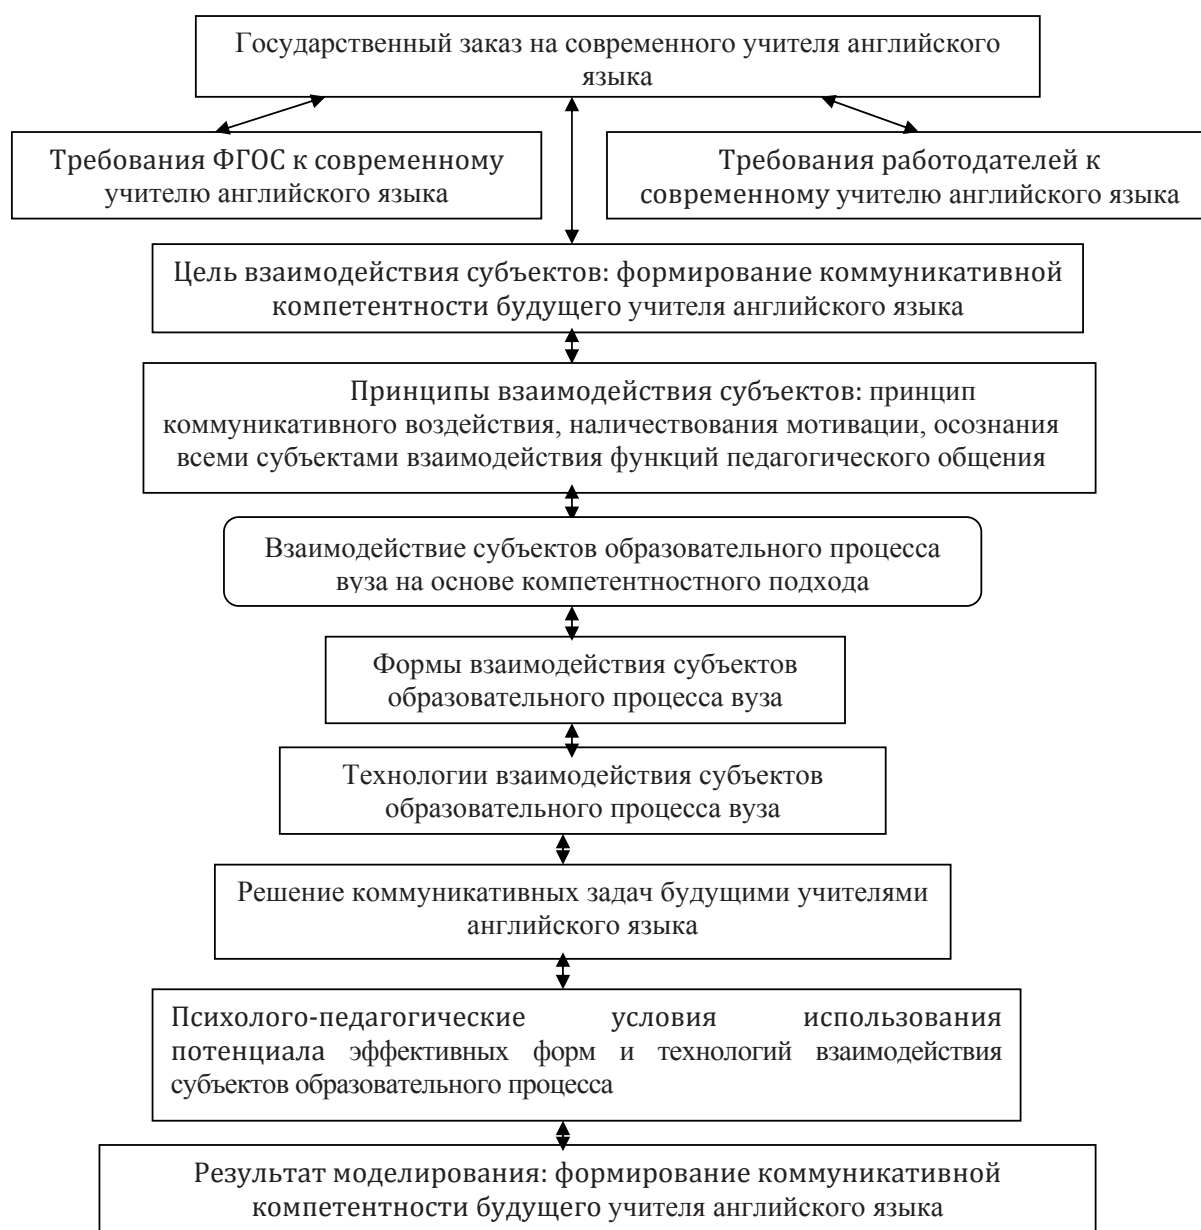 Государственный заказ на современного учителя английского
языка
Требования ФГОС к современному
учителю английского языка
Требования работодателей к
современному учителю английского языка
Цель взаимодействия субъектов: формирование коммуникативной
компетентности будущего учителя английского языка
Принципы взаимодействия субъектов: принцип
коммуникативного воздействия, наличествования мотивации, осознания
всеми субъектами взаимодействия функций педагогического общения
Взаимодействие субъектов образовательного процесса
вуза на основе компетентностного подхода
Формы взаимодействия субъектов
образовательного процесса вуза
Технологии взаимодействия субъектов
образовательного процесса вуза
Решение коммуникативных задач будущими учителями
английского языка
Психолого-педагогические условия использования
потенциала эффективных форм и технологий взаимодействия
субъектов образовательного процесса
Результат моделирования: формирование коммуникативной
компетентности будущего учителя английского языка